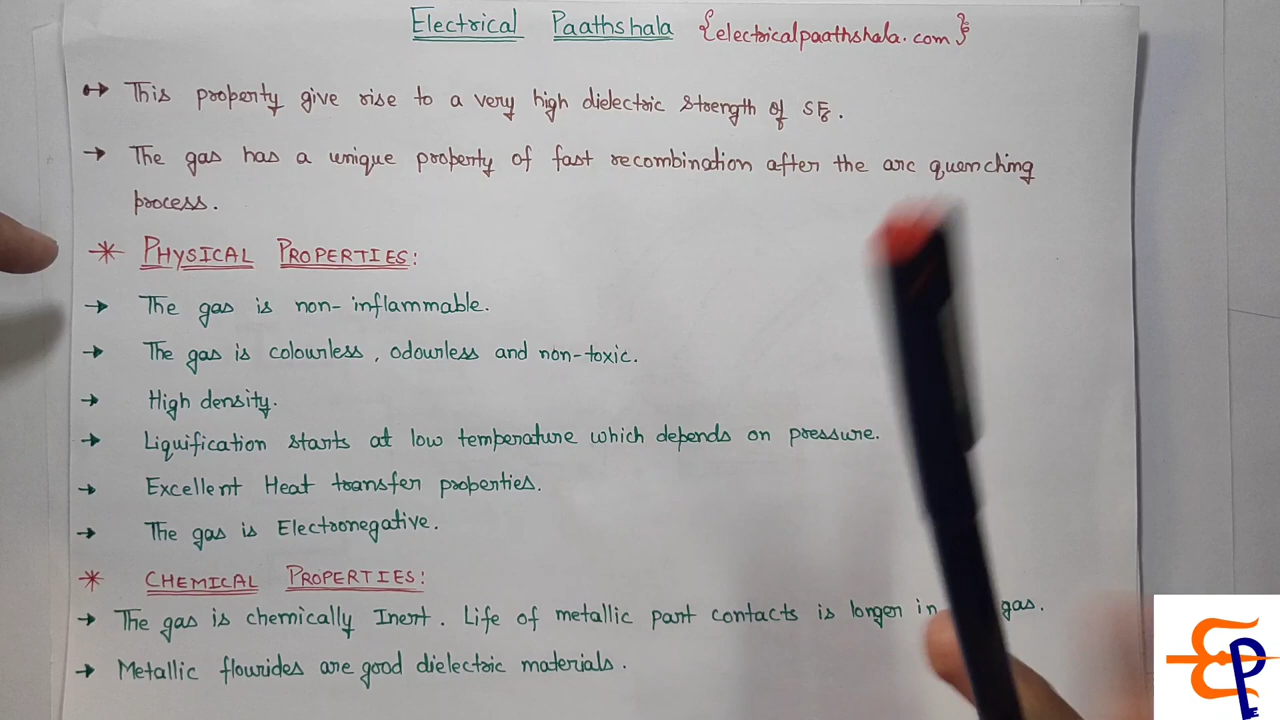 Electrical Paathshala {electricalpaathshala.com}
→ This property give rise to a very high dielectric strength of SF6.
→ The gas has a unique property of fast recombination after the arc quenching
process.
* PHYSICAL PROPERTIES:
→ The gas is non-inflammable.
→ The gas is colourless, odourless and non-toxic.
→ High density.
→ Liquification starts at low temperature which depends on pressure.
→ Excellent Heat transfer properties.
→ The gas is Electronegative.
* CHEMICAL PROPERTIES:
→ The gas is chemically Inert. Life of metallic part contacts is longer in gas.
→ Metallic flourides are good dielectric materials.